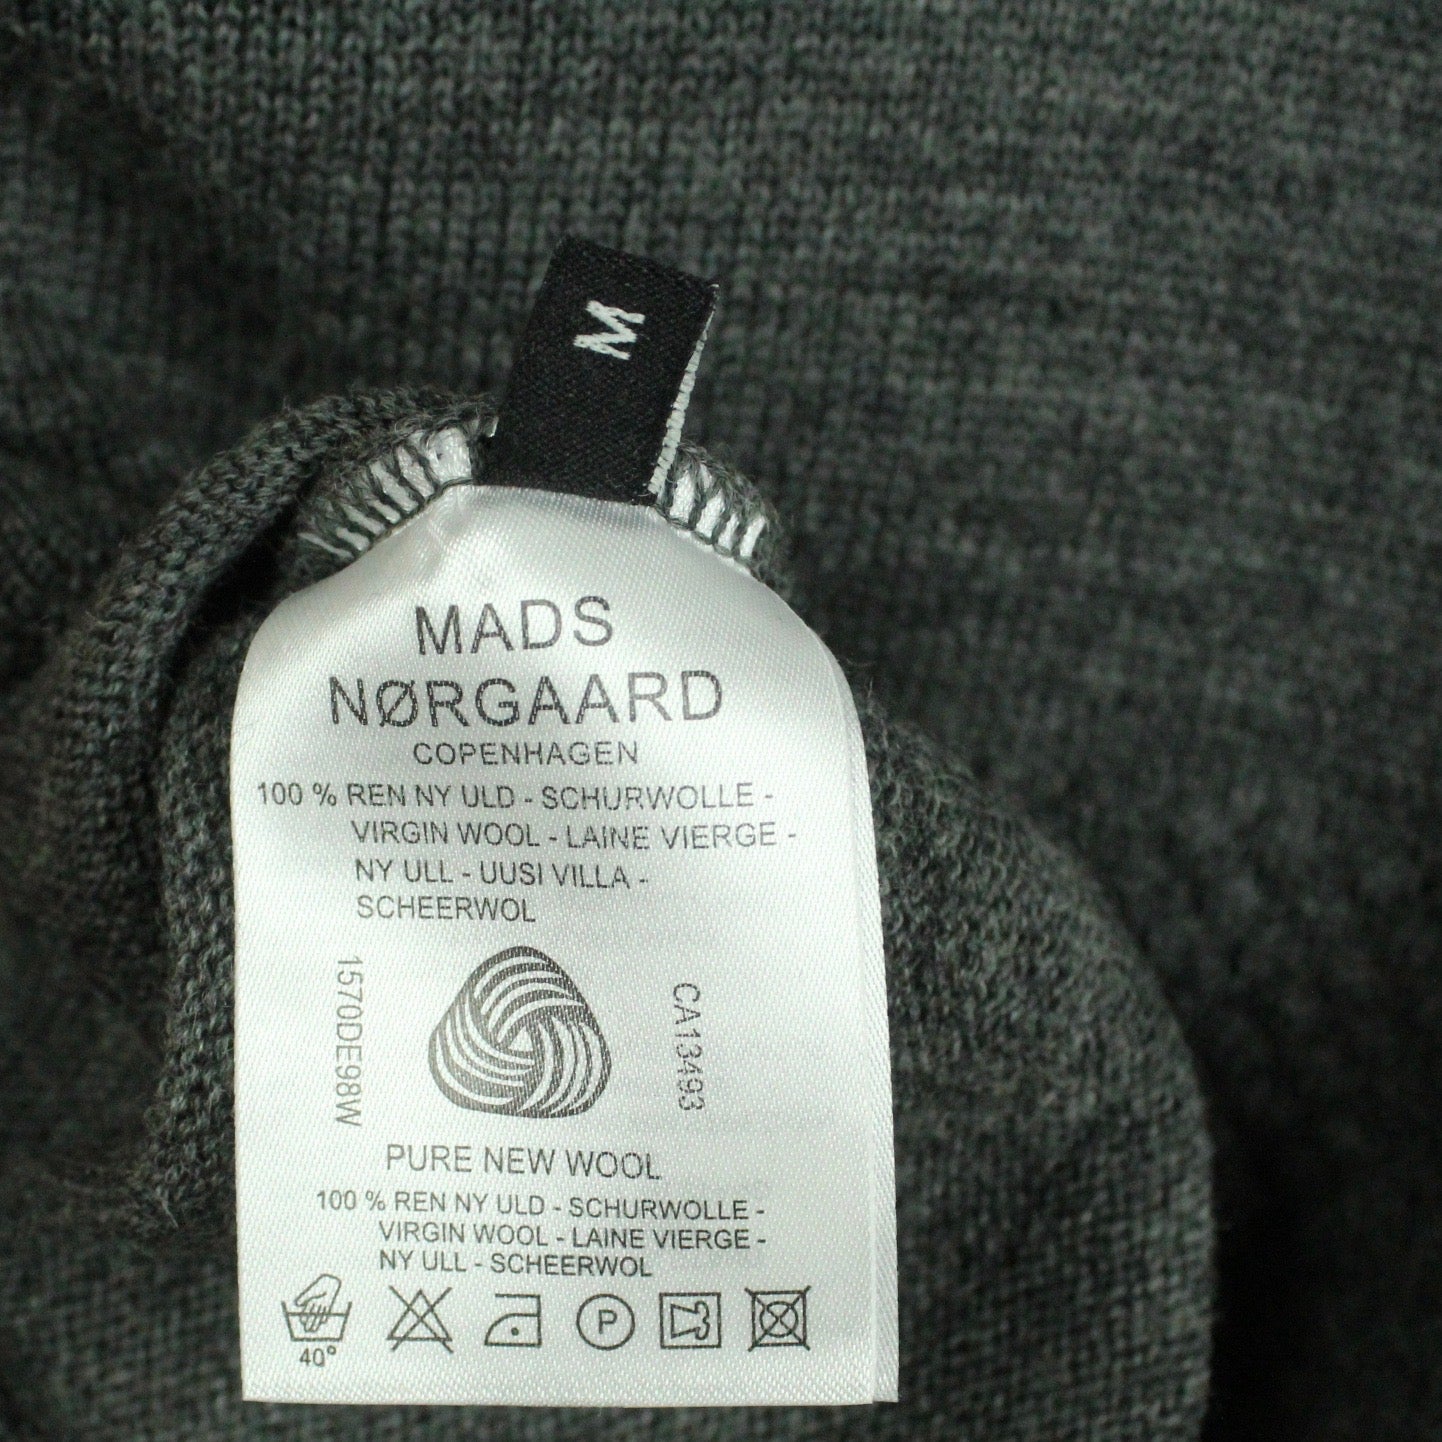 M
MADS
NØRGAARD
COPENHAGEN
100 % REN NY ULD - SCHURWOLLE -
VIRGIN WOOL - LAINE VIERGE -
NY ULL - UUSI VILLA -
SCHEERWOL
1570DE98W
CA13493
PURE NEW WOOL
100 % REN NY ULD - SCHURWOLLE -
VIRGIN WOOL - LAINE VIERGE -
NY ULL - SCHEERWOL
P
40°